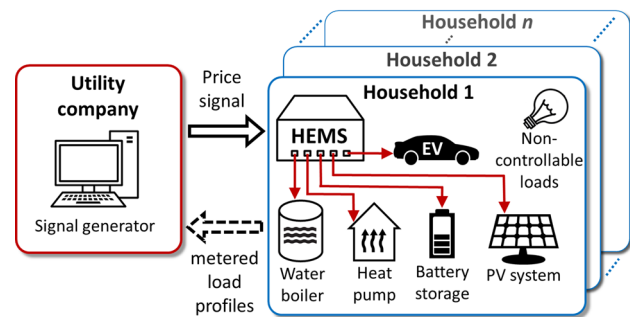 Household n
Household 2
Household 1
Utility
company
Signal generator
Price
signal
metered
load
profiles
HEMS
EV
Non-
controllable
loads
Water
boiler
Heat
pump
Battery
storage
PV system